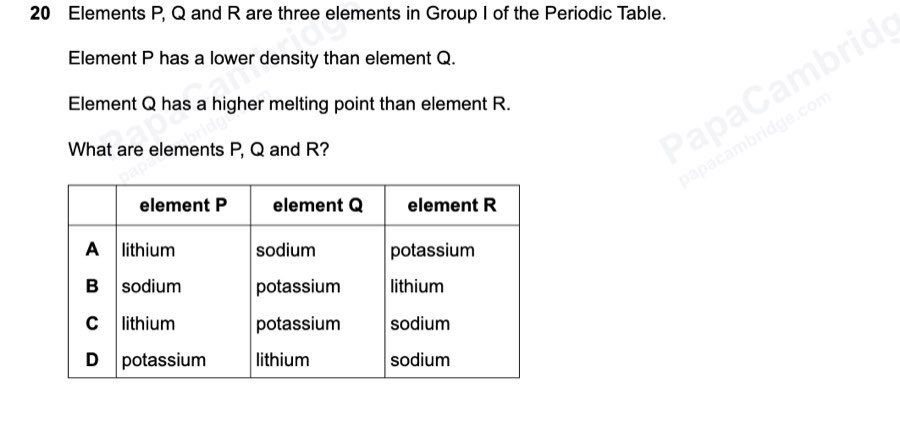 20 Elements P, Q and R are three elements in Group I of the Periodic Table.
Element P has a lower density than element Q.
Element Q has a higher melting point than element R.
What are elements P, Q and R?
element P element Q element R
A lithium sodium potassium
B sodium potassium lithium
C lithium potassium sodium
D potassium lithium sodium
PapaCambridg
papacambridge.com